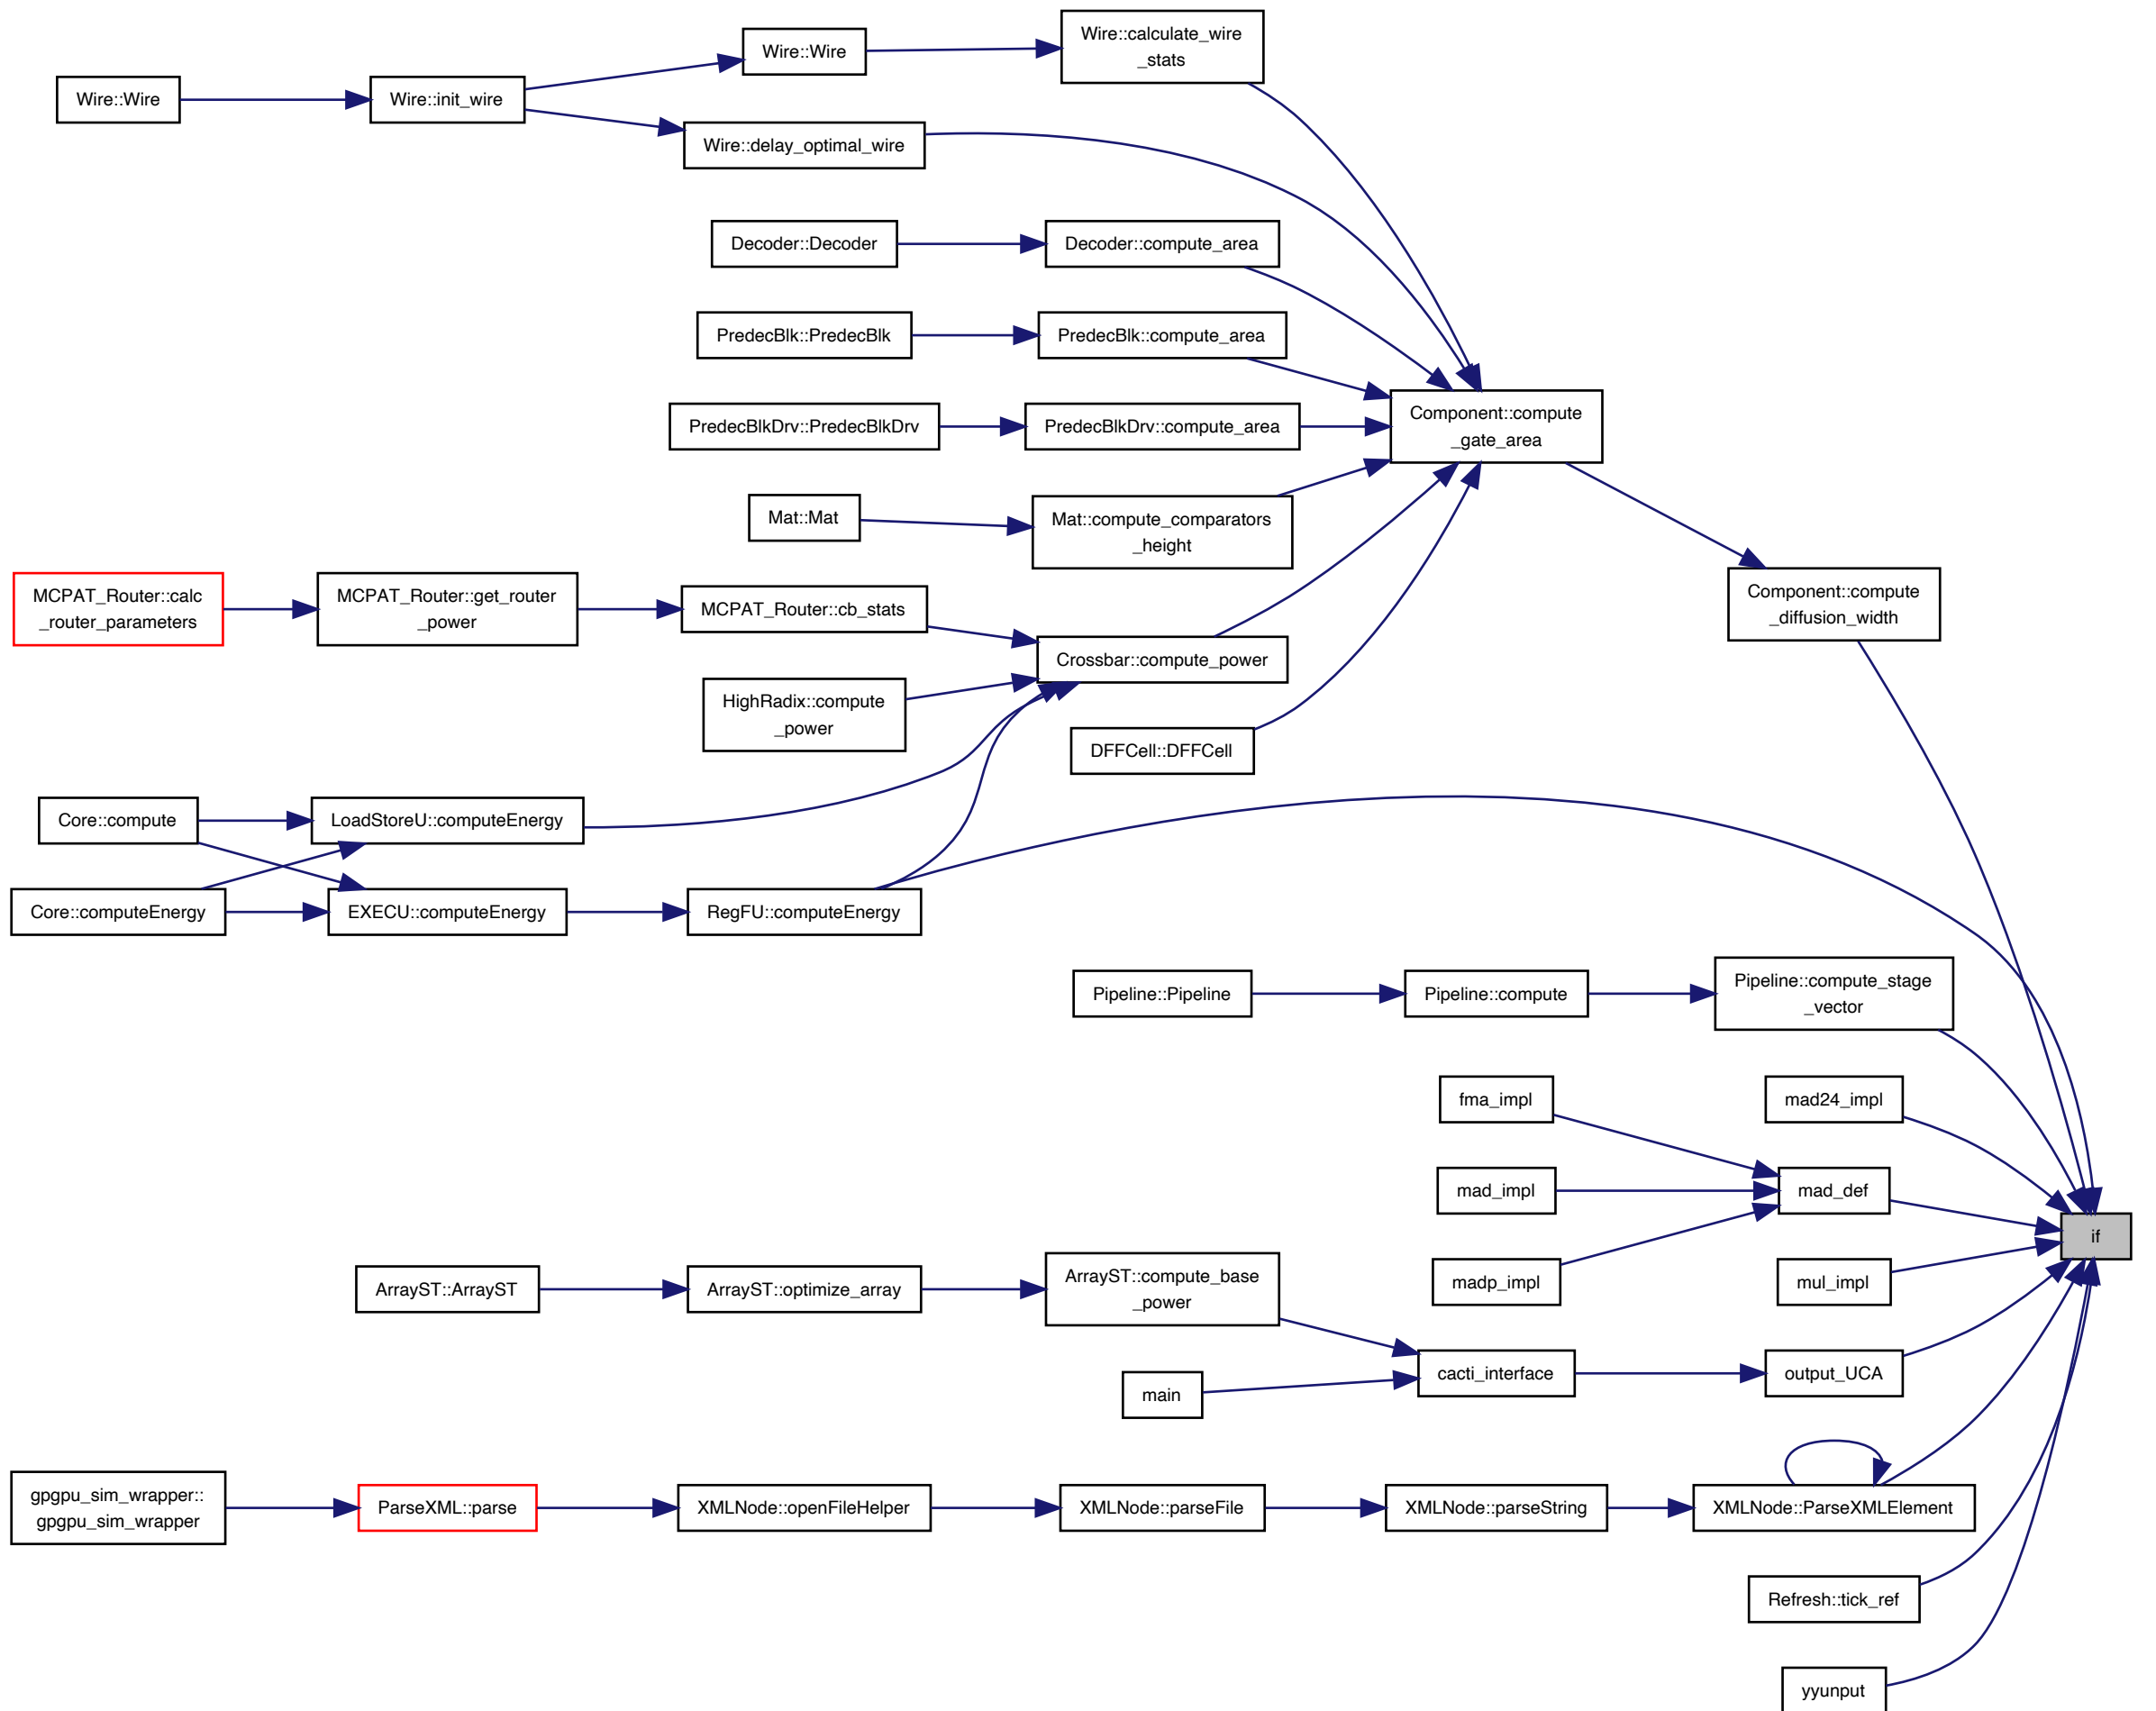 Wire::calculate_wire
_stats
Wire::Wire
Wire::Wire
Wire::init_wire
Wire::delay_optimal_wire
Decoder::Decoder
Decoder::compute_area
PredecBlk::PredecBlk
PredecBlk::compute_area
PredecBlkDrv::PredecBlkDrv
PredecBlkDrv::compute_area
Component::compute
_gate_area
Mat::Mat
Mat::compute_comparators
_height
Component::compute
_diffusion_width
MCPAT_Router::calc
_router_parameters
MCPAT_Router::get_router
_power
MCPAT_Router::cb_stats
Crossbar::compute_power
HighRadix::compute
_power
DFFCell::DFFCell
Core::compute
LoadStoreU::computeEnergy
Core::computeEnergy
EXECU::computeEnergy
RegFU::computeEnergy
Pipeline::Pipeline
Pipeline::compute
Pipeline::compute_stage
_vector
fma_impl
mad24_impl
mad_impl
mad_def
if
madp_impl
mul_impl
ArrayST::ArrayST
ArrayST::optimize_array
ArrayST::compute_base
_power
main
cacti_interface
output_UCA
gpgpu_sim_wrapper::
gpgpu_sim_wrapper
ParseXML::parse
XMLNode::openFileHelper
XMLNode::parseFile
XMLNode::parseString
XMLNode::ParseXMLElement
Refresh::tick_ref
yyunput